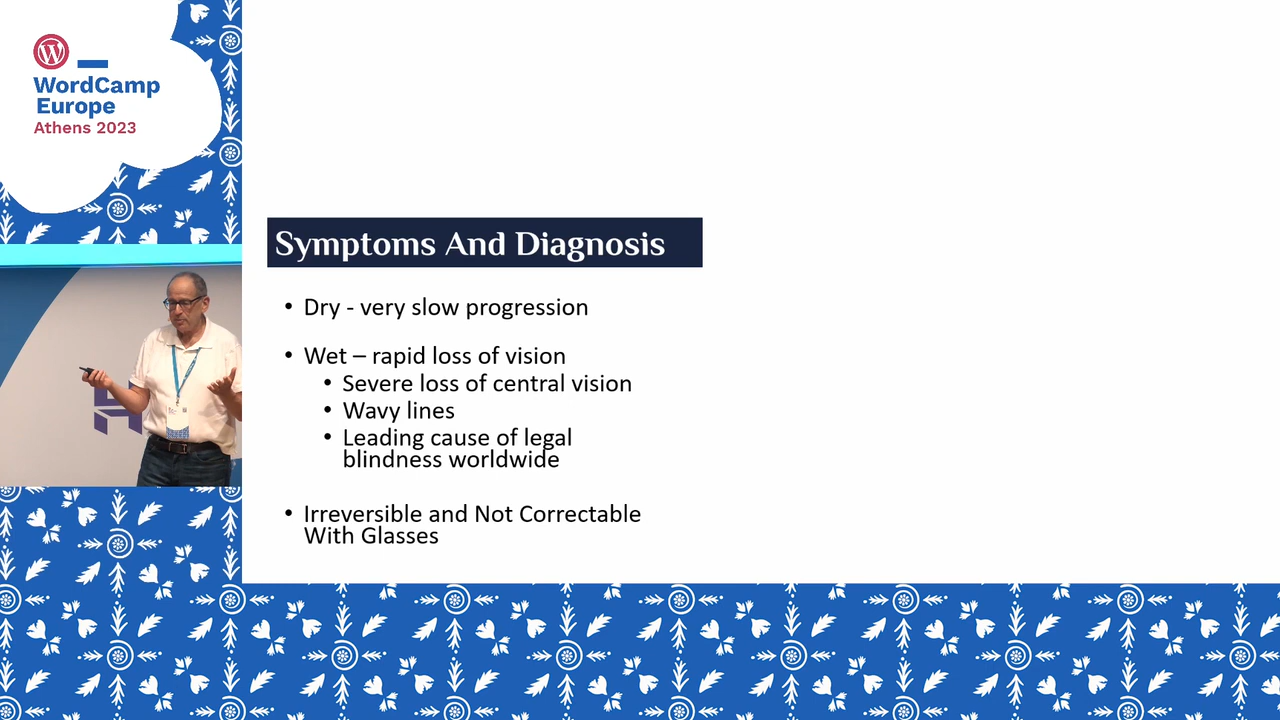 WordCamp
Europe
Athens 2023
Symptoms And Diagnosis
• Dry - very slow progression
• Wet – rapid loss of vision
• Severe loss of central vision
• Wavy lines
• Leading cause of legal
blindness worldwide
• Irreversible and Not Correctable
With Glasses